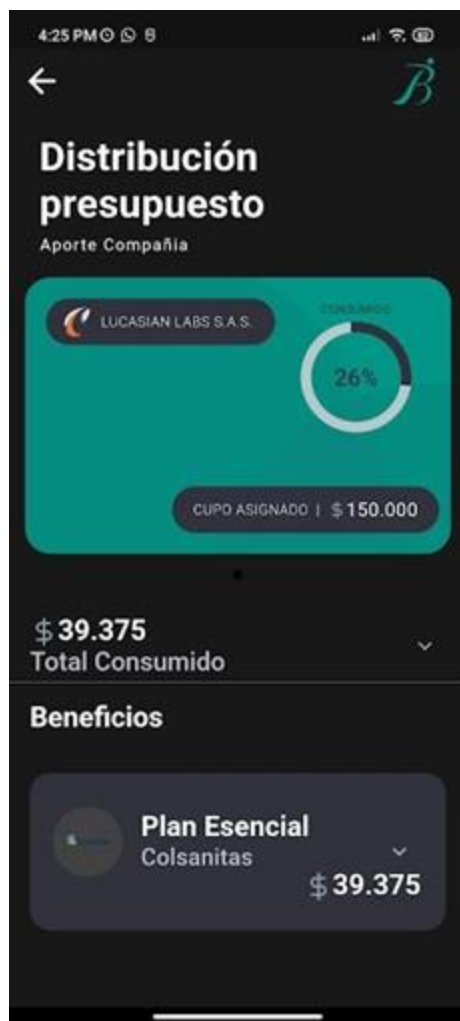 4:25 PM
Distribución
presupuesto
Aporte Compañia
LUCASIAN LABS S.A.S.
CONSUMIDO
26%
CUPO ASIGNADO | $150.000
$39.375
Total Consumido
Beneficios
Plan Esencial
Colsanitas
$39.375